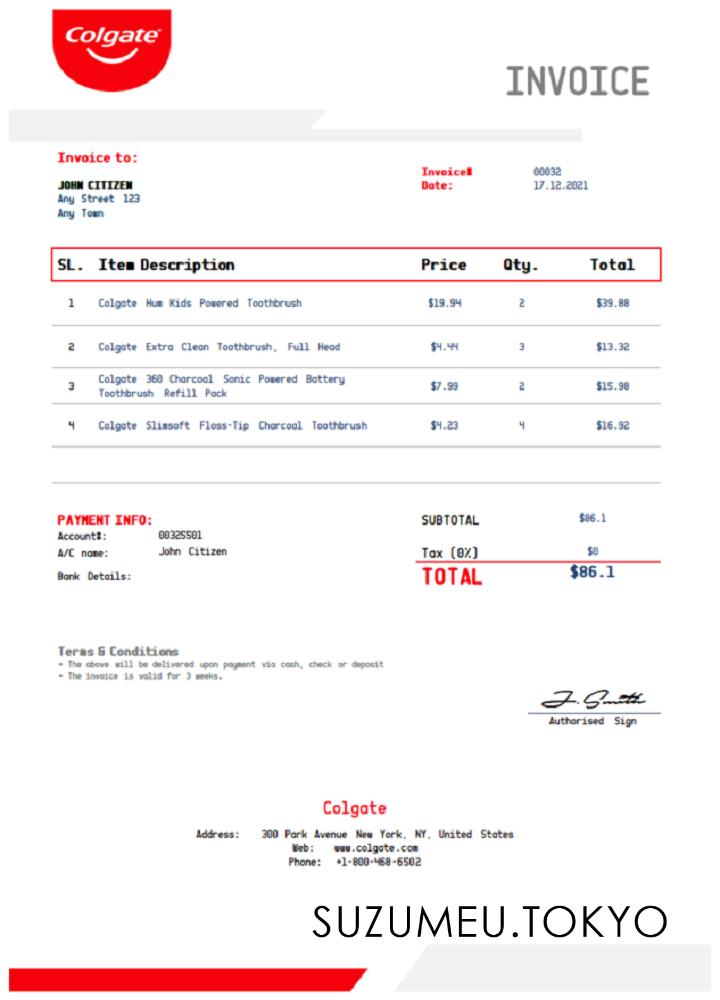 Colgate
INVOICE
Invoice to:
JOHN CITIZEN
Any Street 123
Any Town
Invoice# 00032
Date: 17.12.2021
SL. Item Description Price Qty. Total
1 Colgate Hum Kids Powered Toothbrush $19.94 2 $39.88
2 Colgate Extra Clean Toothbrush, Full Head $4.44 3 $13.32
3 Colgate 360 Charcoal Sonic Powered Battery
Toothbrush Refill Pack $7.99 2 $15.98
4 Colgate Slimsoft Floss-Tip Charcoal Toothbrush $4.23 4 $16.92
PAYMENT INFO:
Account#: 00325501
A/C name: John Citizen
Bank Details:
SUBTOTAL $86.1
Tax (0%) $0
TOTAL $86.1
Terms & Conditions
- The above will be delivered upon payment via cash, check or deposit
- The invoice is valid for 3 weeks.
J. Smith
Authorised Sign
Colgate
Address: 300 Park Avenue New York, NY, United States
Web: www.colgate.com
Phone: +1-800-468-6502
SUZUMEU.TOKYO